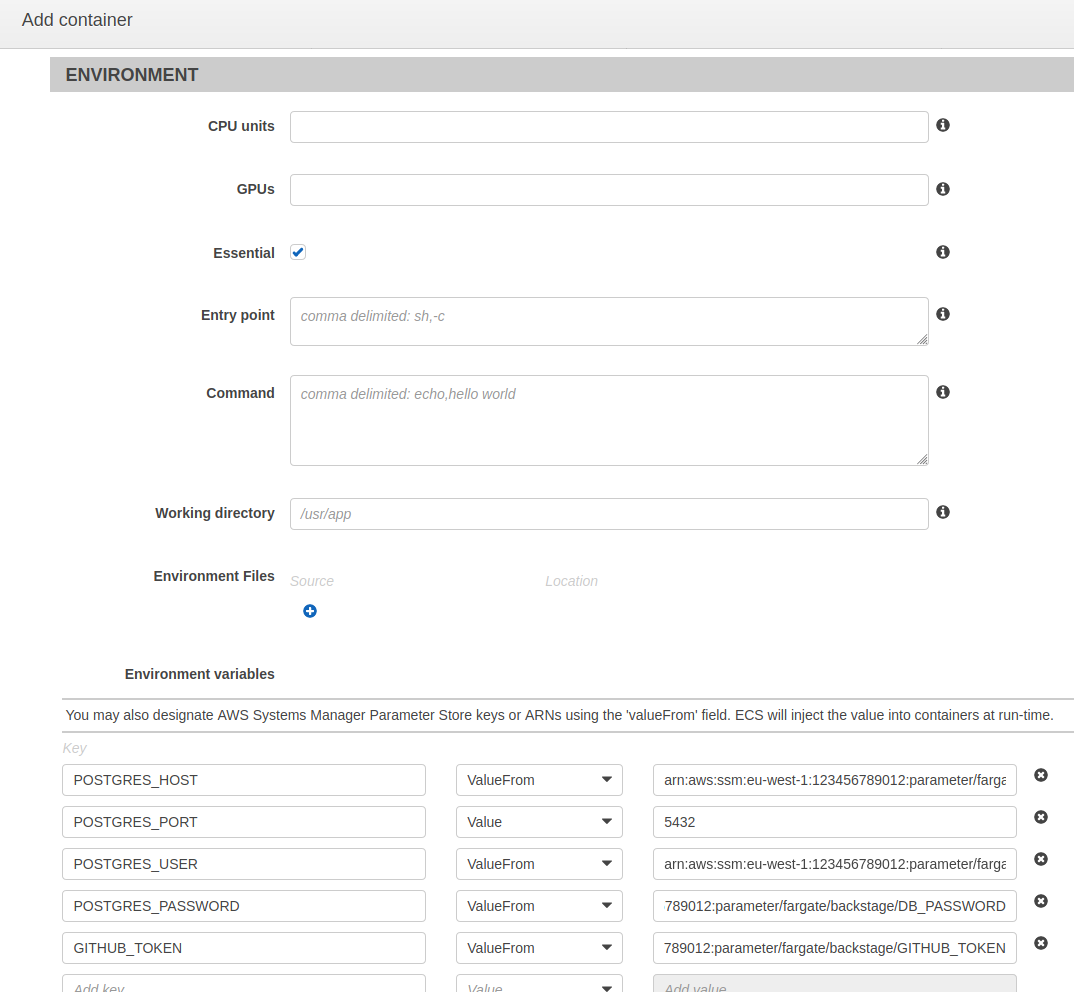 Add container
ENVIRONMENT
CPU units
GPUs
Essential
Entry point comma delimited: sh,-c
Command comma delimited: echo,hello world
Working directory /usr/app
Environment Files Source Location
Environment variables
You may also designate AWS Systems Manager Parameter Store keys or ARNs using the 'valueFrom' field. ECS will inject the value into containers at run-time.
Key
POSTGRES_HOST ValueFrom arn:aws:ssm:eu-west-1:123456789012:parameter/farga
POSTGRES_PORT Value 5432
POSTGRES_USER ValueFrom arn:aws:ssm:eu-west-1:123456789012:parameter/farga
POSTGRES_PASSWORD ValueFrom 789012:parameter/fargate/backstage/DB_PASSWORD
GITHUB_TOKEN ValueFrom 789012:parameter/fargate/backstage/GITHUB_TOKEN
Add key Value Add value